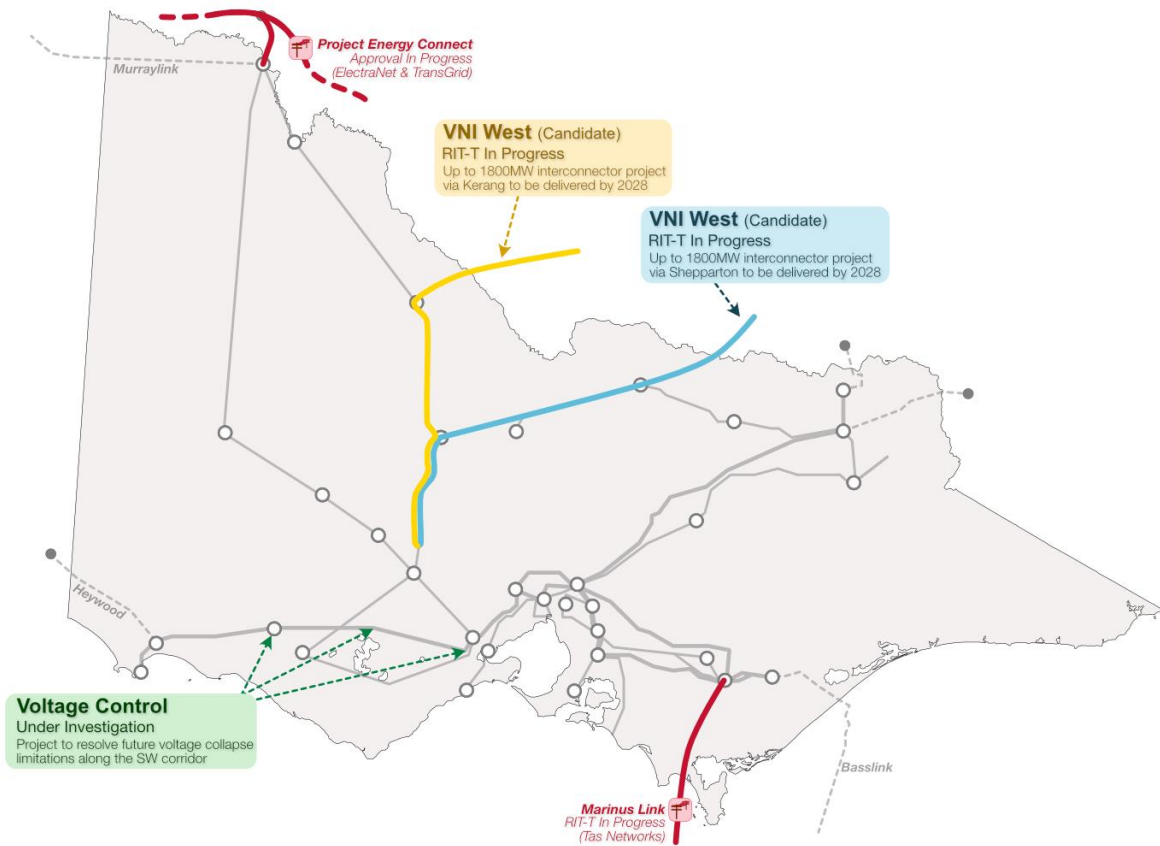 Project Energy Connect
Approval In Progress
(ElectraNet & TransGrid)
Murraylink
VNI West (Candidate)
RIT-T In Progress
Up to 1800MW interconnector project
via Kerang to be delivered by 2028
VNI West (Candidate)
RIT-T In Progress
Up to 1800MW interconnector project
via Shepparton to be delivered by 2028
Heywood
Voltage Control
Under Investigation
Project to resolve future voltage collapse
limitations along the SW corridor
Basslink
Marinus Link
RIT-T In Progress
(Tas Networks)